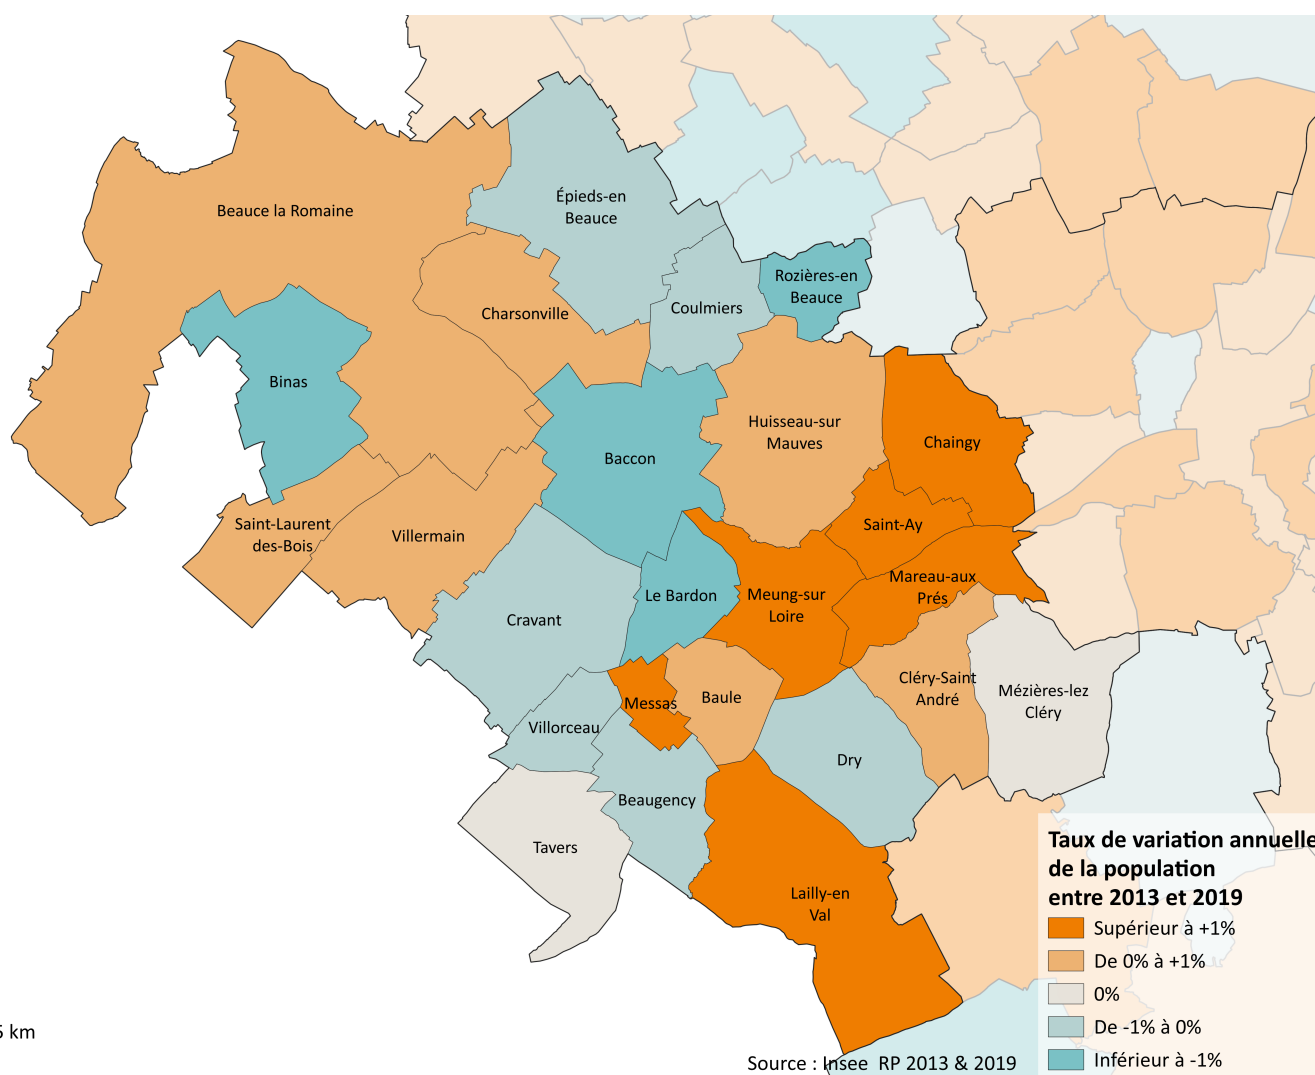 Beauce la Romaine
Épieds-en
Beauce
Rozières-en
Beauce
Coulmiers
Charsonville
Binas
Huisseau-sur
Mauves
Chaingy
Baccon
Saint-Laurent
des-Bois
Villermain
Saint-Ay
Mareau-aux
Prés
Le Bardon
Meung-sur
Loire
Cravant
Cléry-Saint
André
Mézières-lez
Cléry
Messas
Baule
Villorceau
Dry
Beaugency
Tavers
Lailly-en
Val
Taux de variation annuelle
de la population
entre 2013 et 2019
Supérieur à +1%
De 0% à +1%
0%
De -1% à 0%
Inférieur à -1%
km
Source : Insee RP 2013 & 2019